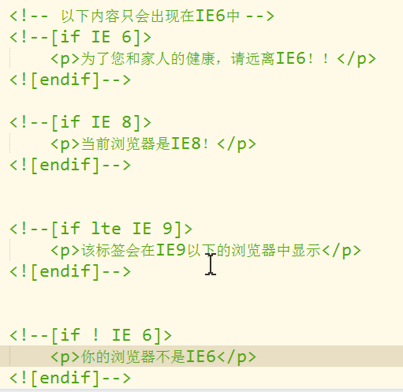 <!-- 以下内容只会出现在IE6中 -->
<!--[if IE 6]>
<p>为了您和家人的健康，请远离IE6！！</p>
<![endif]-->
<!--[if IE 8]>
<p>当前浏览器是IE8！</p>
<![endif]-->
<!--[if lte IE 9]>
<p>该标签会在IE9以下的浏览器中显示</p>
<![endif]-->
<!--[if ! IE 6]>
<p>你的浏览器不是IE6</p>
<![endif]-->